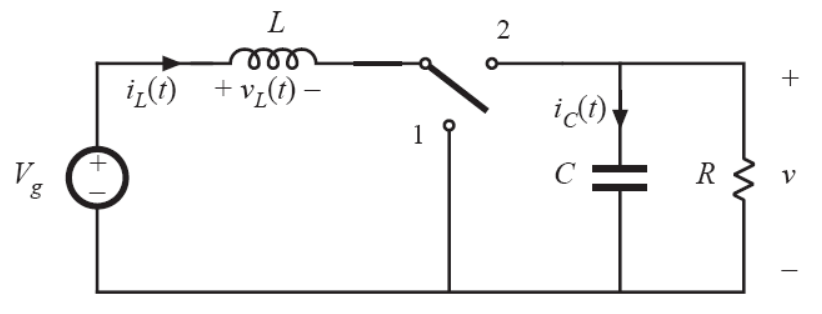 L
2
i_L(t)
+ v_L(t) –
i_C(t)
+
1
V_g
+
–
C
R
v
–